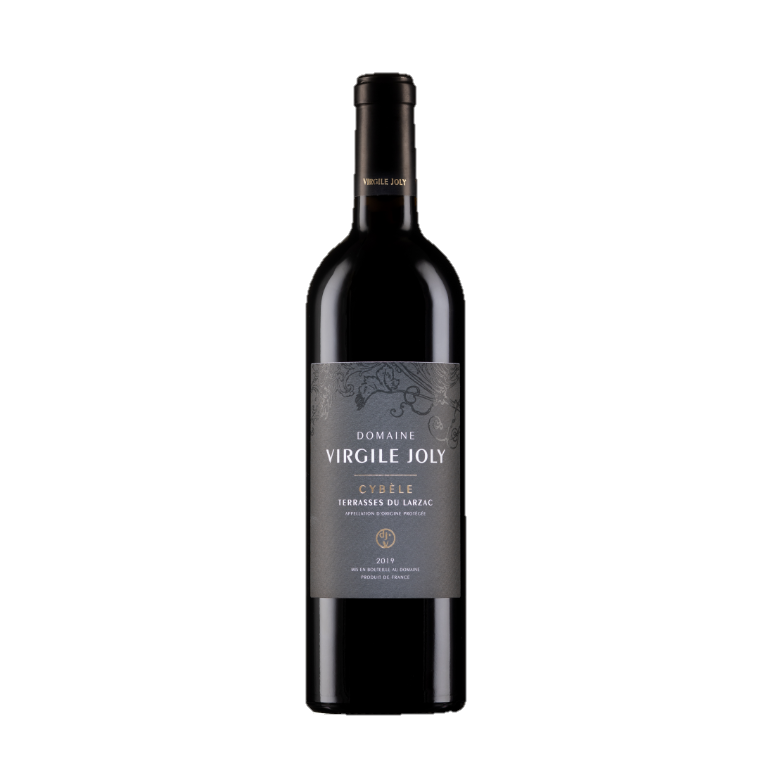 VIRGILE JOLY
DOMAINE
VIRGILE JOLY
CYBÈLE
TERRASSES DU LARZAC
APPELLATION D'ORIGINE PROTÉGÉE
2019
MIS EN BOUTEILLE AU DOMAINE
PRODUIT DE FRANCE